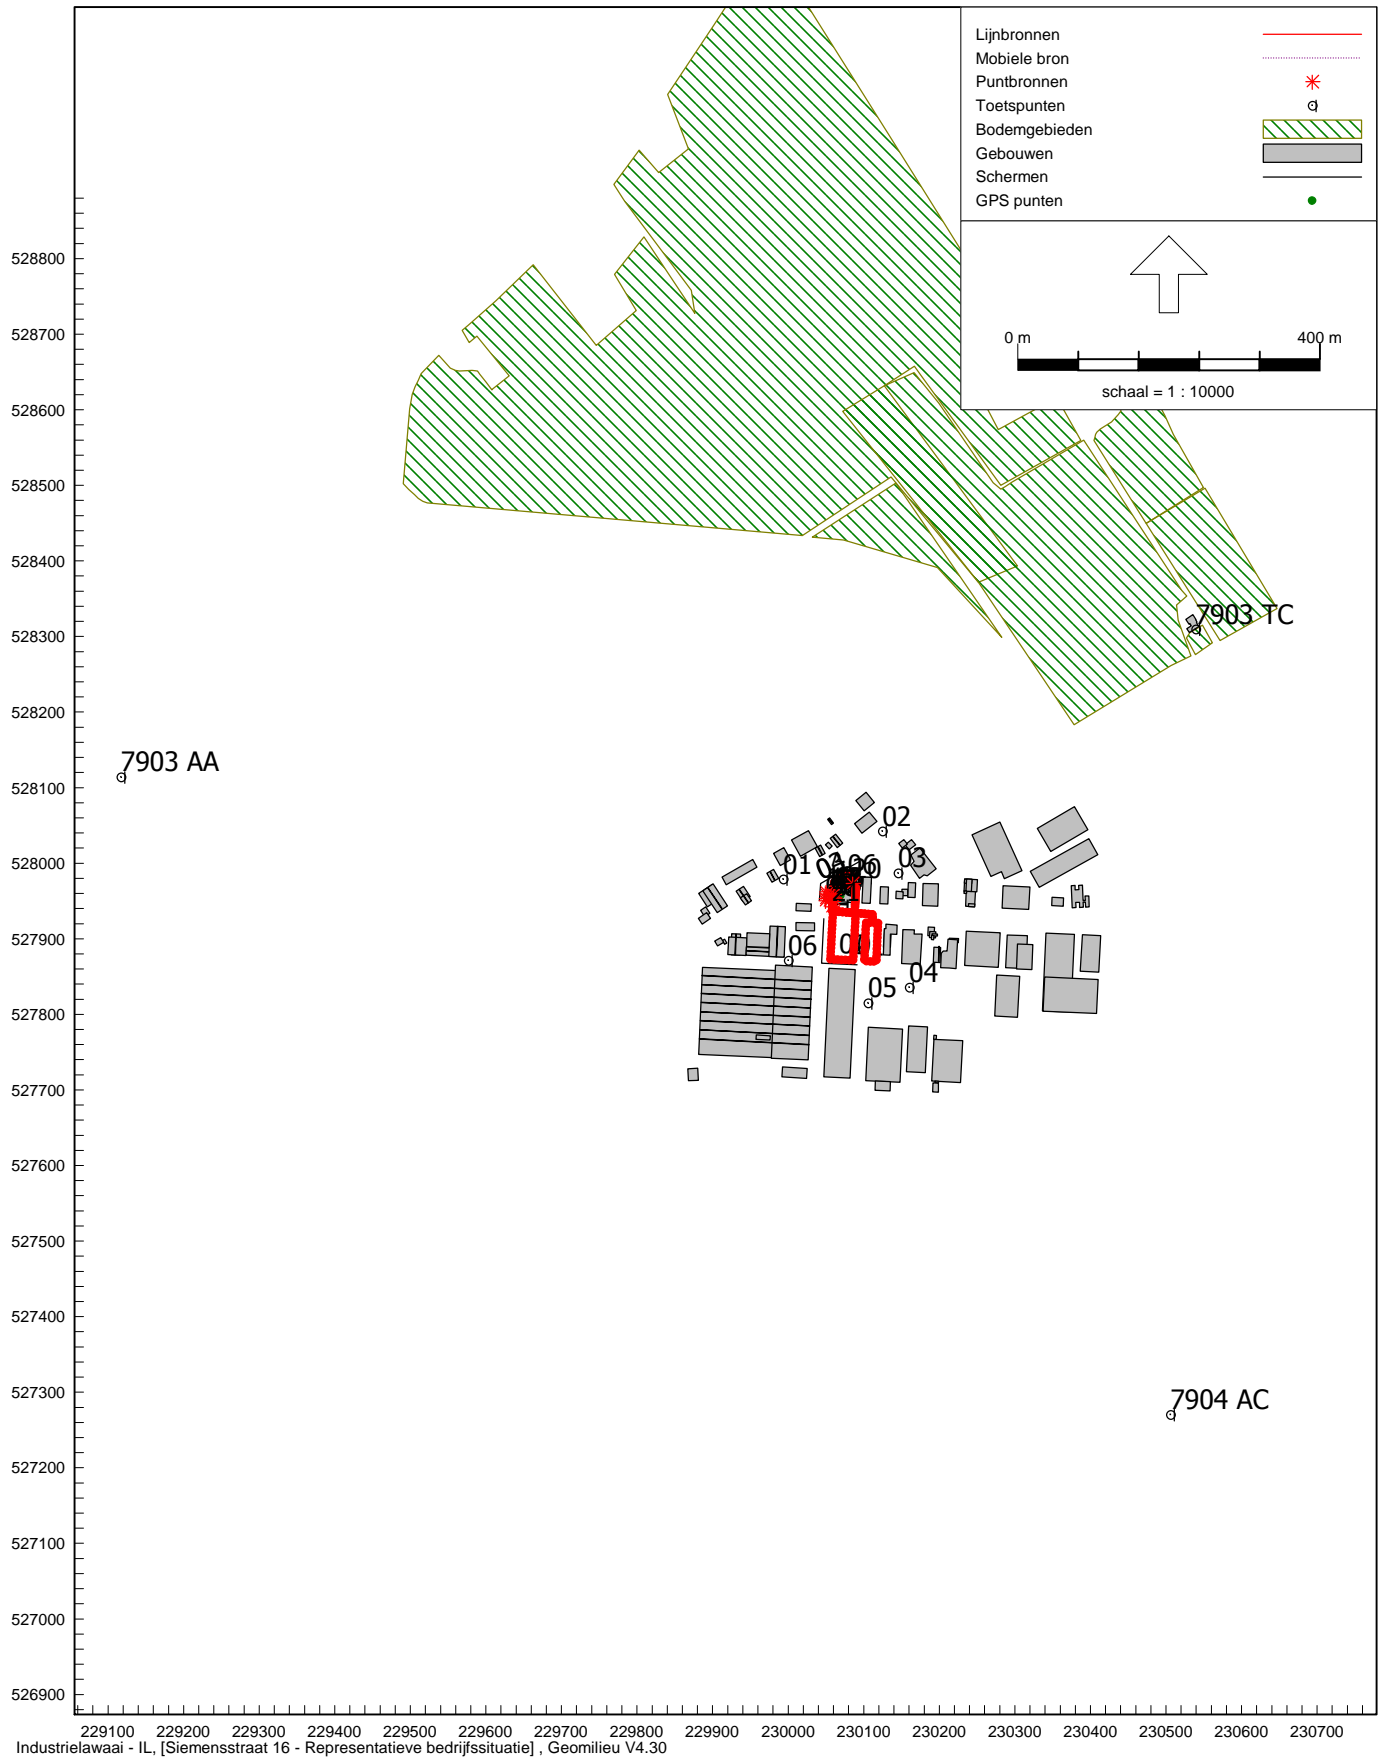 Lijnbronnen
Mobiele bron
Puntbronnen
Toetspunten
Bodemgebieden
Gebouwen
Schermen
GPS punten
0 m
400 m
schaal = 1 : 10000
528800
528700
528600
528500
528400
528300
528200
528100
528000
527900
527800
527700
527600
527500
527400
527300
527200
527100
527000
526900
7903 TC
7903 AA
02
01
03
06
04
05
7904 AC
229100 229200 229300 229400 229500 229600 229700 229800 229900 230000 230100 230200 230300 230400 230500 230600 230700
Industrielawaai - IL, [Siemensstraat 16 - Representatieve bedrijfssituatie] , Geomilieu V4.30